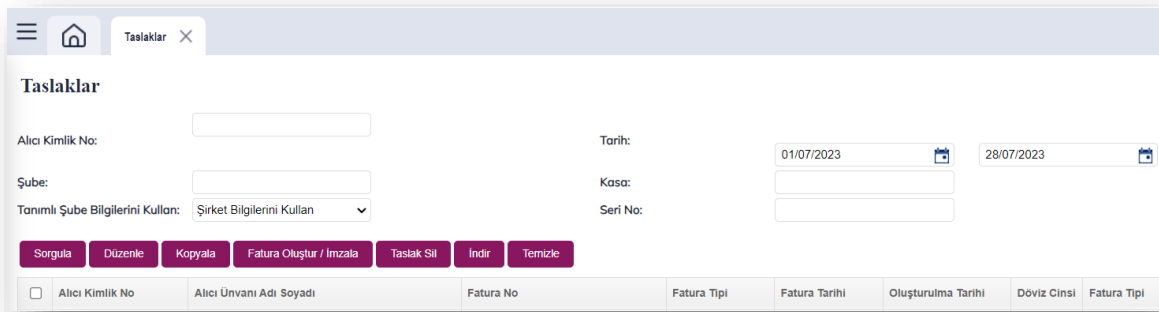 Taslaklar
Taslaklar
Alıcı Kimlik No:
Tarih:
01/07/2023
28/07/2023
Şube:
Kasa:
Tanımlı Şube Bilgilerini Kullan:
Şirket Bilgilerini Kullan
Seri No:
Sorgula
Düzenle
Kopyala
Fatura Oluştur / İmzala
Taslak Sil
İndir
Temizle
Alıcı Kimlik No
Alıcı Ünvanı Adı Soyadı
Fatura No
Fatura Tipi
Fatura Tarihi
Oluşturulma Tarihi
Döviz Cinsi
Fatura Tipi